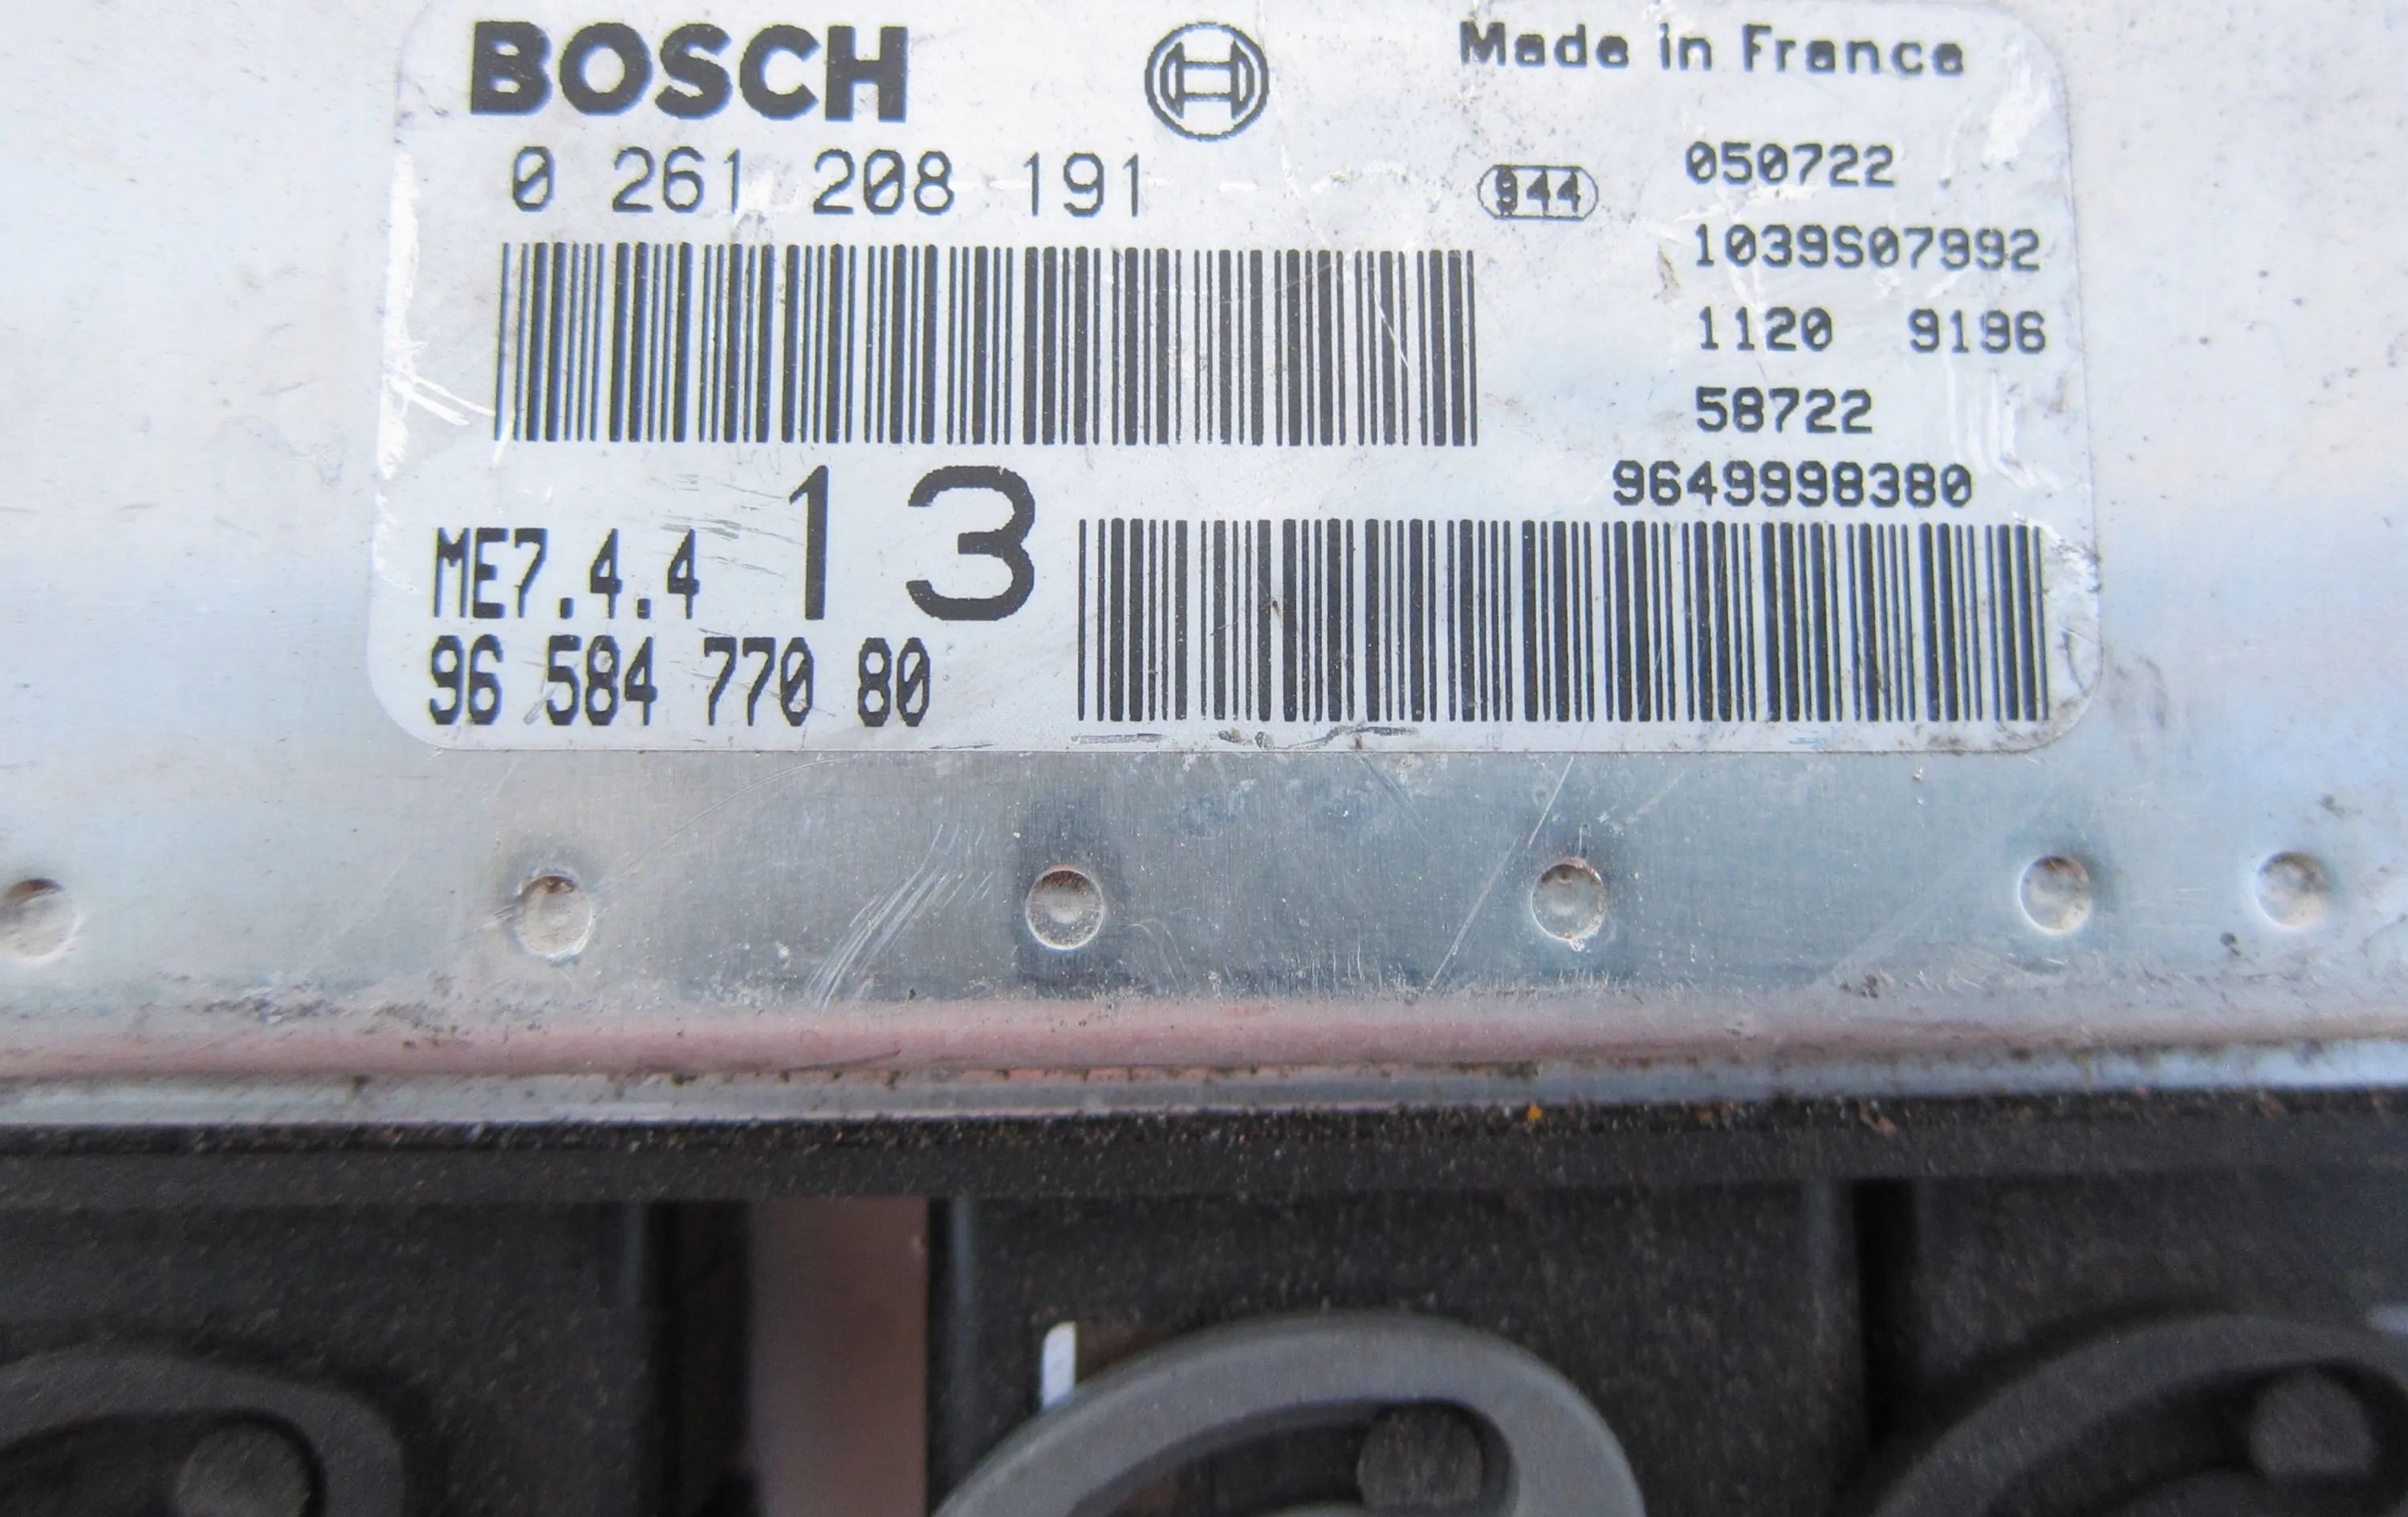 BOSCH
Made in France
0 261 208 191
944
050722
1039S07992
1120 9196
58722
9649998380
ME7.4.4
13
96 584 770 80